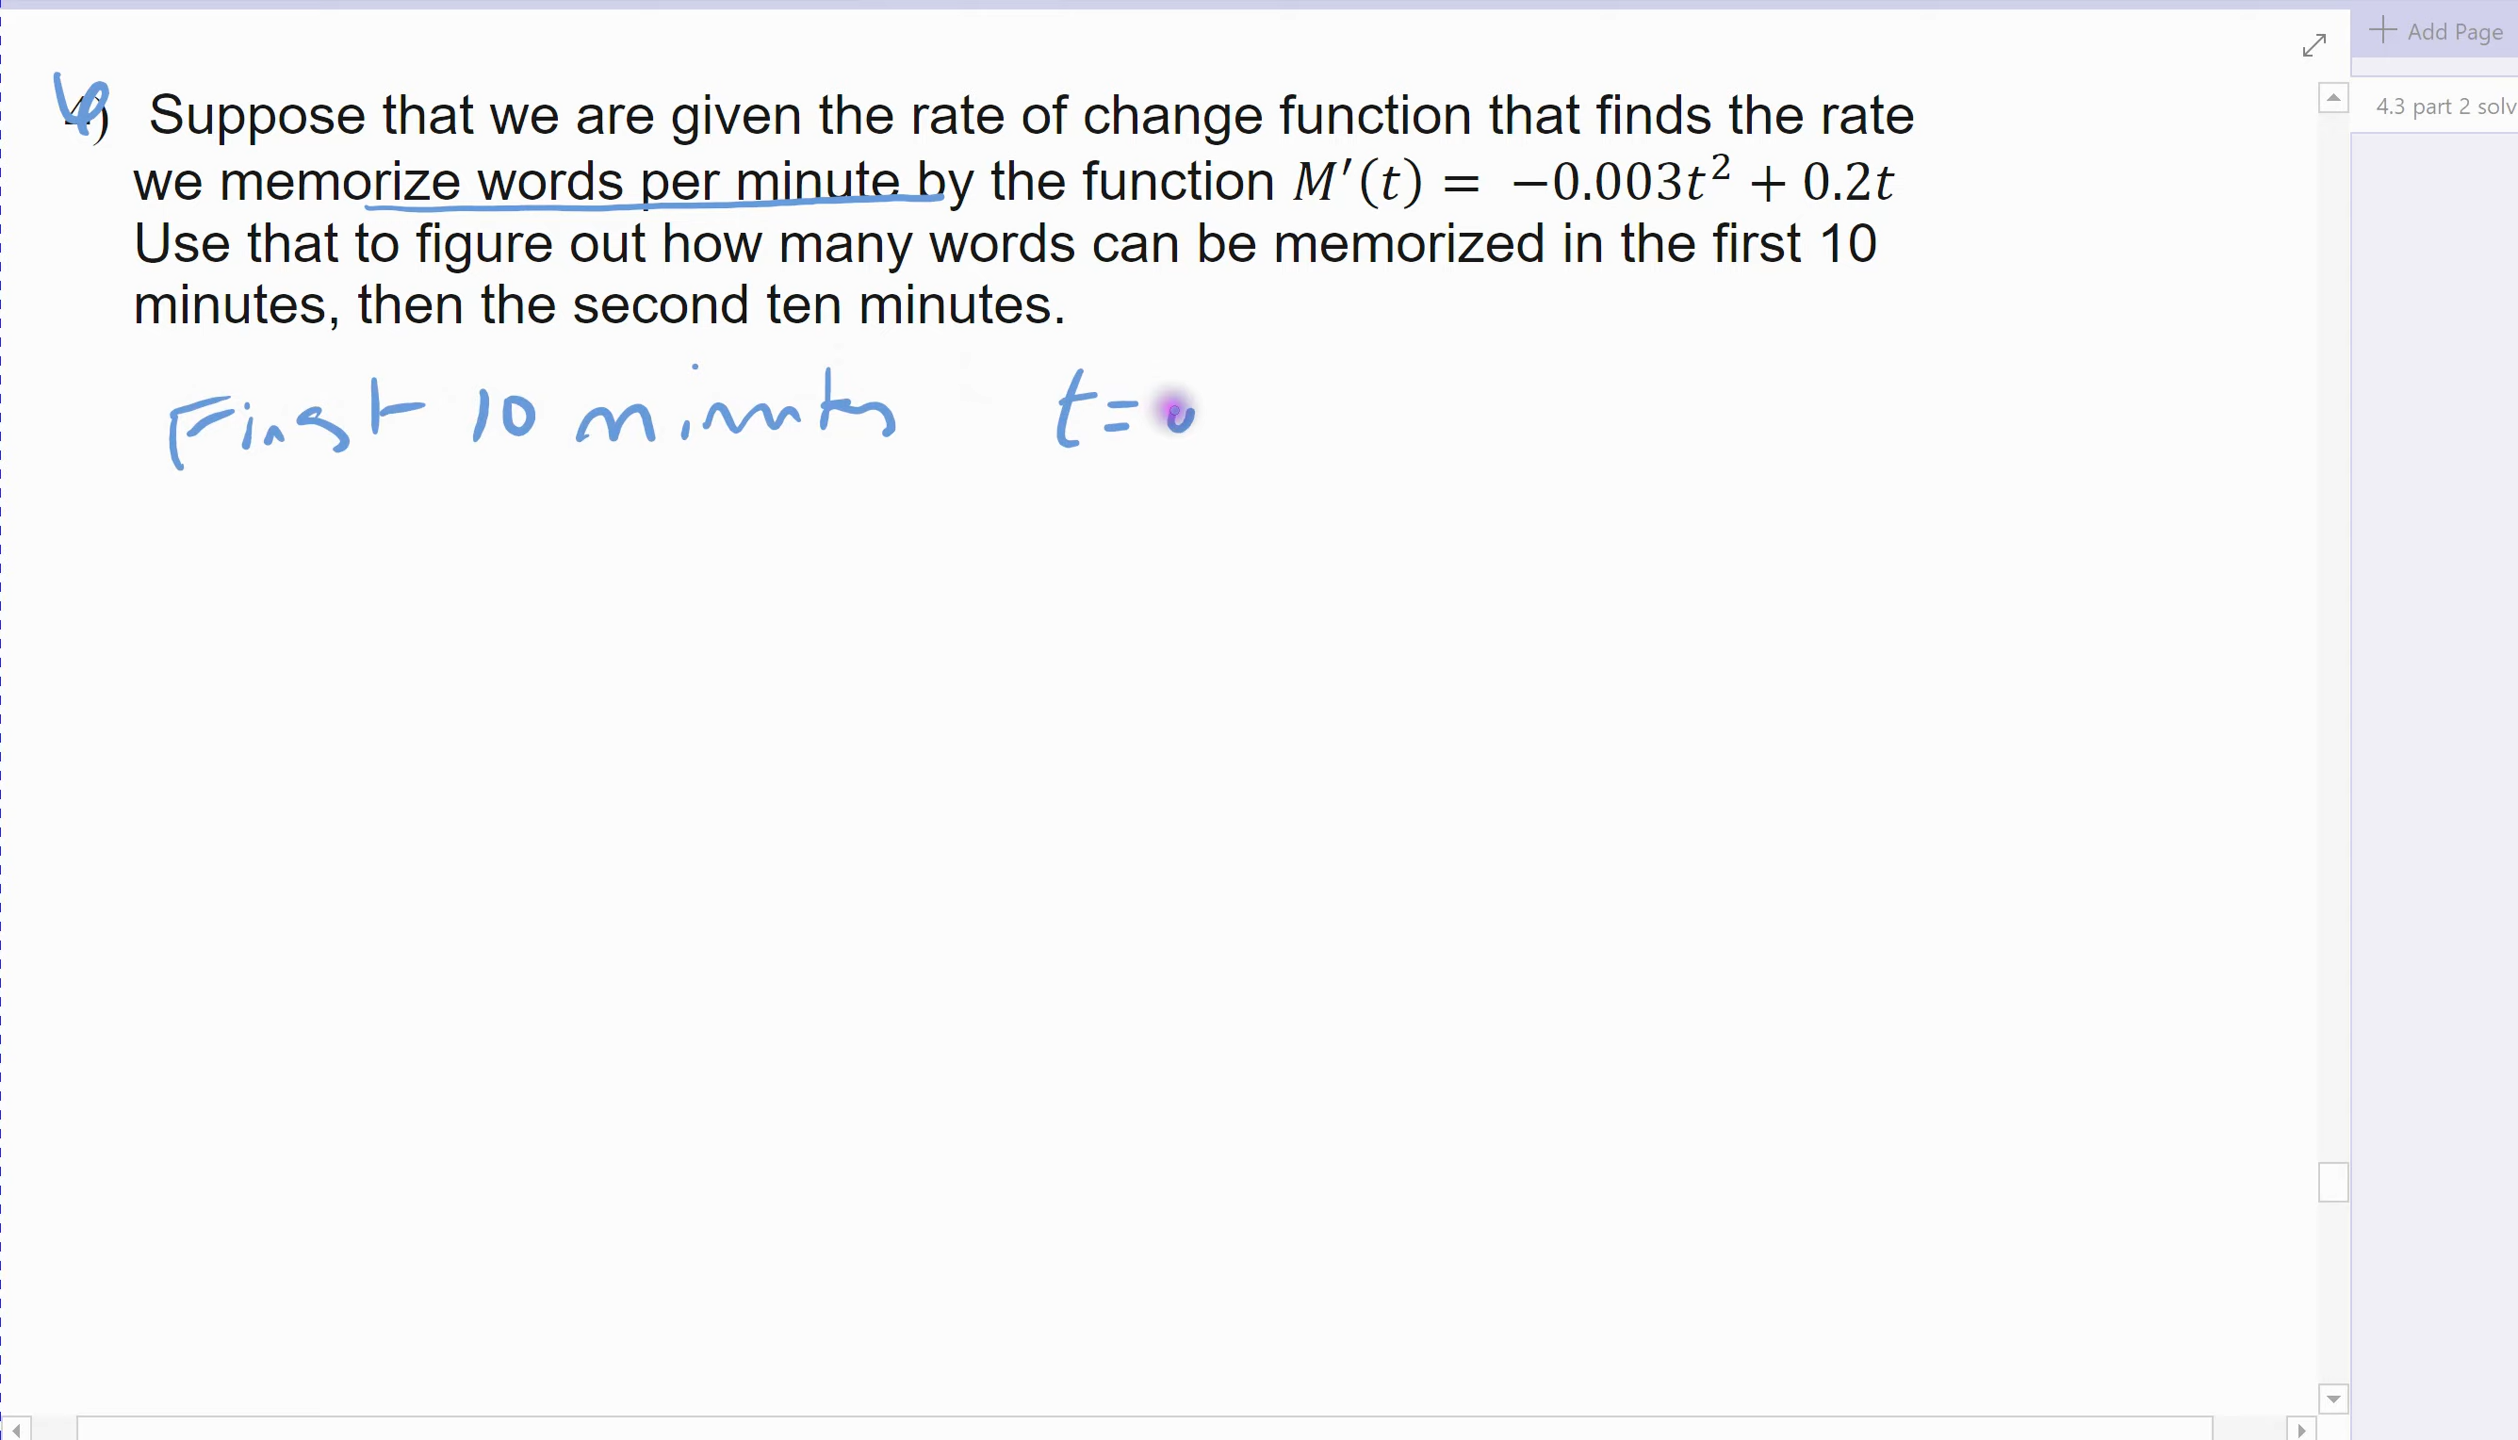 Add Page
4.3 part 2 solv
4) Suppose that we are given the rate of change function that finds the rate
we memorize words per minute by the function M′(t) = −0.003t² + 0.2t
Use that to figure out how many words can be memorized in the first 10
minutes, then the second ten minutes.
First 10 minutes t=0